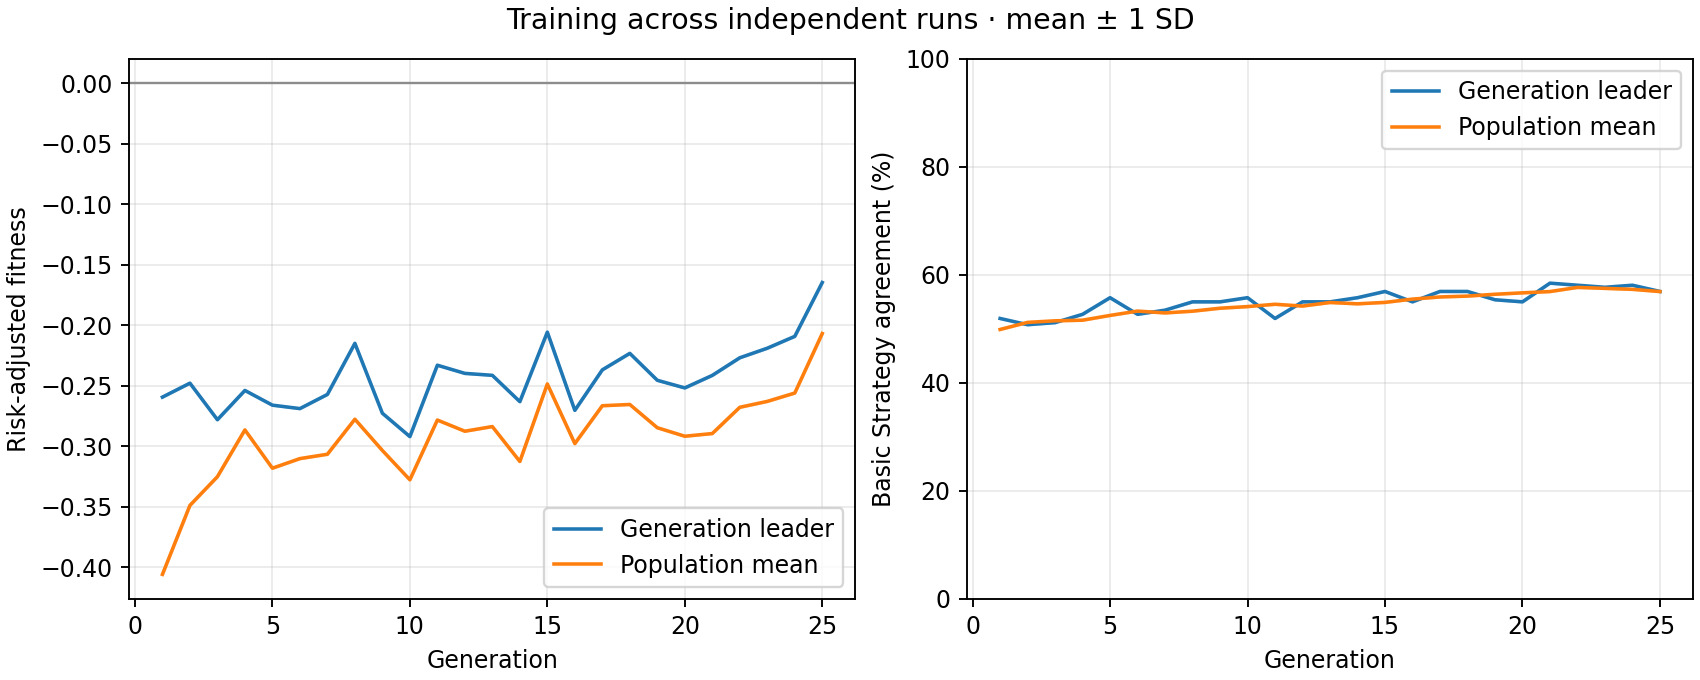 Training across independent runs · mean ± 1 SD
Risk-adjusted fitness
0.00
−0.05
−0.10
−0.15
−0.20
−0.25
−0.30
−0.35
−0.40
Generation leader
Population mean
0 5 10 15 20 25
Generation
Basic Strategy agreement (%)
100
80
60
40
20
0
Generation leader
Population mean
0 5 10 15 20 25
Generation